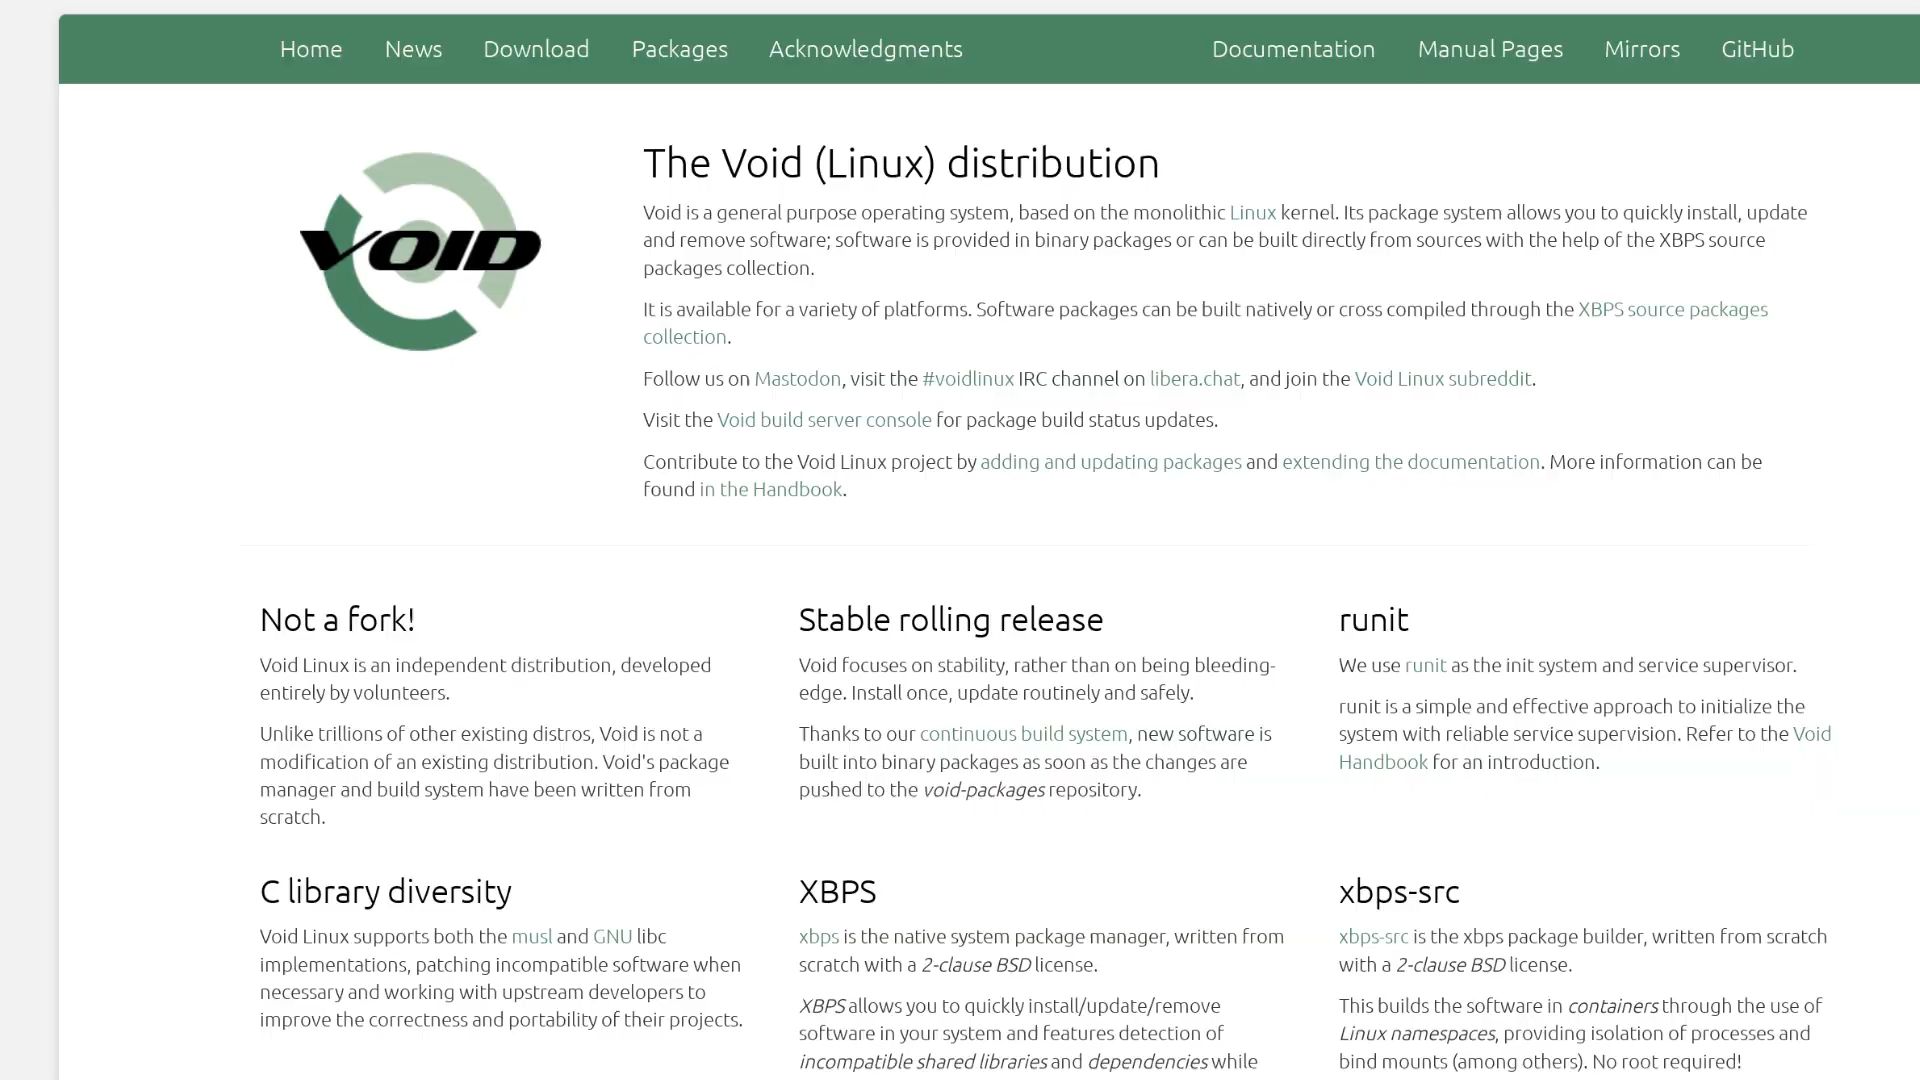 Home News Download Packages Acknowledgments Documentation Manual Pages Mirrors GitHub
VOID
The Void (Linux) distribution
Void is a general purpose operating system, based on the monolithic Linux kernel. Its package system allows you to quickly install, update
and remove software; software is provided in binary packages or can be built directly from sources with the help of the XBPS source
packages collection.
It is available for a variety of platforms. Software packages can be built natively or cross compiled through the XBPS source packages
collection.
Follow us on Mastodon, visit the #voidlinux IRC channel on libera.chat, and join the Void Linux subreddit.
Visit the Void build server console for package build status updates.
Contribute to the Void Linux project by adding and updating packages and extending the documentation. More information can be
found in the Handbook.
Not a fork!
Void Linux is an independent distribution, developed
entirely by volunteers.
Unlike trillions of other existing distros, Void is not a
modification of an existing distribution. Void's package
manager and build system have been written from
scratch.
Stable rolling release
Void focuses on stability, rather than on being bleeding-
edge. Install once, update routinely and safely.
Thanks to our continuous build system, new software is
built into binary packages as soon as the changes are
pushed to the void-packages repository.
runit
We use runit as the init system and service supervisor.
runit is a simple and effective approach to initialize the
system with reliable service supervision. Refer to the Void
Handbook for an introduction.
C library diversity
Void Linux supports both the musl and GNU libc
implementations, patching incompatible software when
necessary and working with upstream developers to
improve the correctness and portability of their projects.
XBPS
xbps is the native system package manager, written from
scratch with a 2-clause BSD license.
XBPS allows you to quickly install/update/remove
software in your system and features detection of
incompatible shared libraries and dependencies while
xbps-src
xbps-src is the xbps package builder, written from scratch
with a 2-clause BSD license.
This builds the software in containers through the use of
Linux namespaces, providing isolation of processes and
bind mounts (among others). No root required!